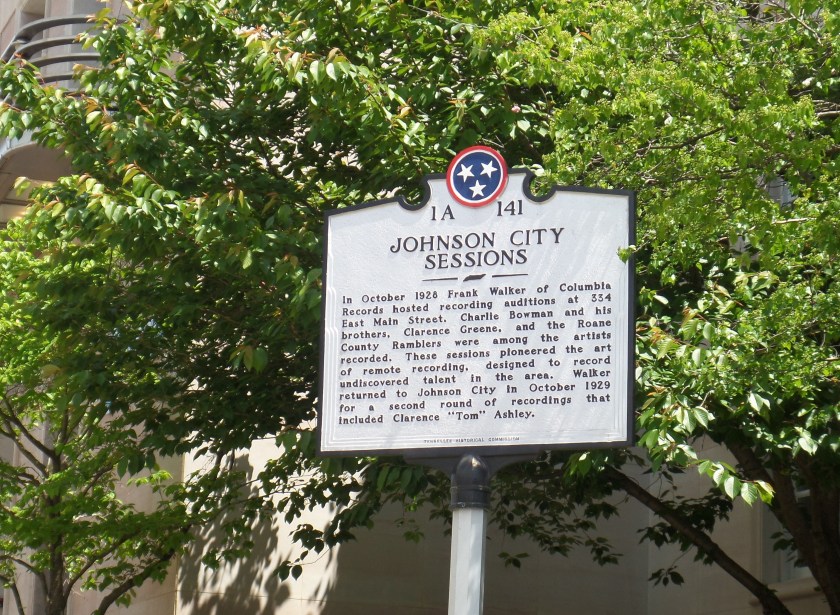 1A 141
JOHNSON CITY
SESSIONS
In October 1928 Frank Walker of Columbia
Records hosted recording auditions at 334
East Main Street. Charlie Bowman and his
brothers, Clarence Greene, and the Roane
County Ramblers were among the artists
recorded. These sessions pioneered the art
of remote recording, designed to record
undiscovered talent in the area. Walker
returned to Johnson City in October 1929
for a second round of recordings that
included Clarence "Tom" Ashley.
TENNESSEE HISTORICAL COMMISSION